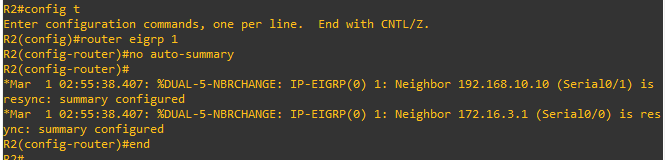 R2#config t
Enter configuration commands, one per line.  End with CNTL/Z.
R2(config)#router eigrp 1
R2(config-router)#no auto-summary
R2(config-router)#
*Mar  1 02:55:38.407: %DUAL-5-NBRCHANGE: IP-EIGRP(0) 1: Neighbor 192.168.10.10 (Serial0/1) is
resync: summary configured
*Mar  1 02:55:38.407: %DUAL-5-NBRCHANGE: IP-EIGRP(0) 1: Neighbor 172.16.3.1 (Serial0/0) is res
ync: summary configured
R2(config-router)#end
R2#